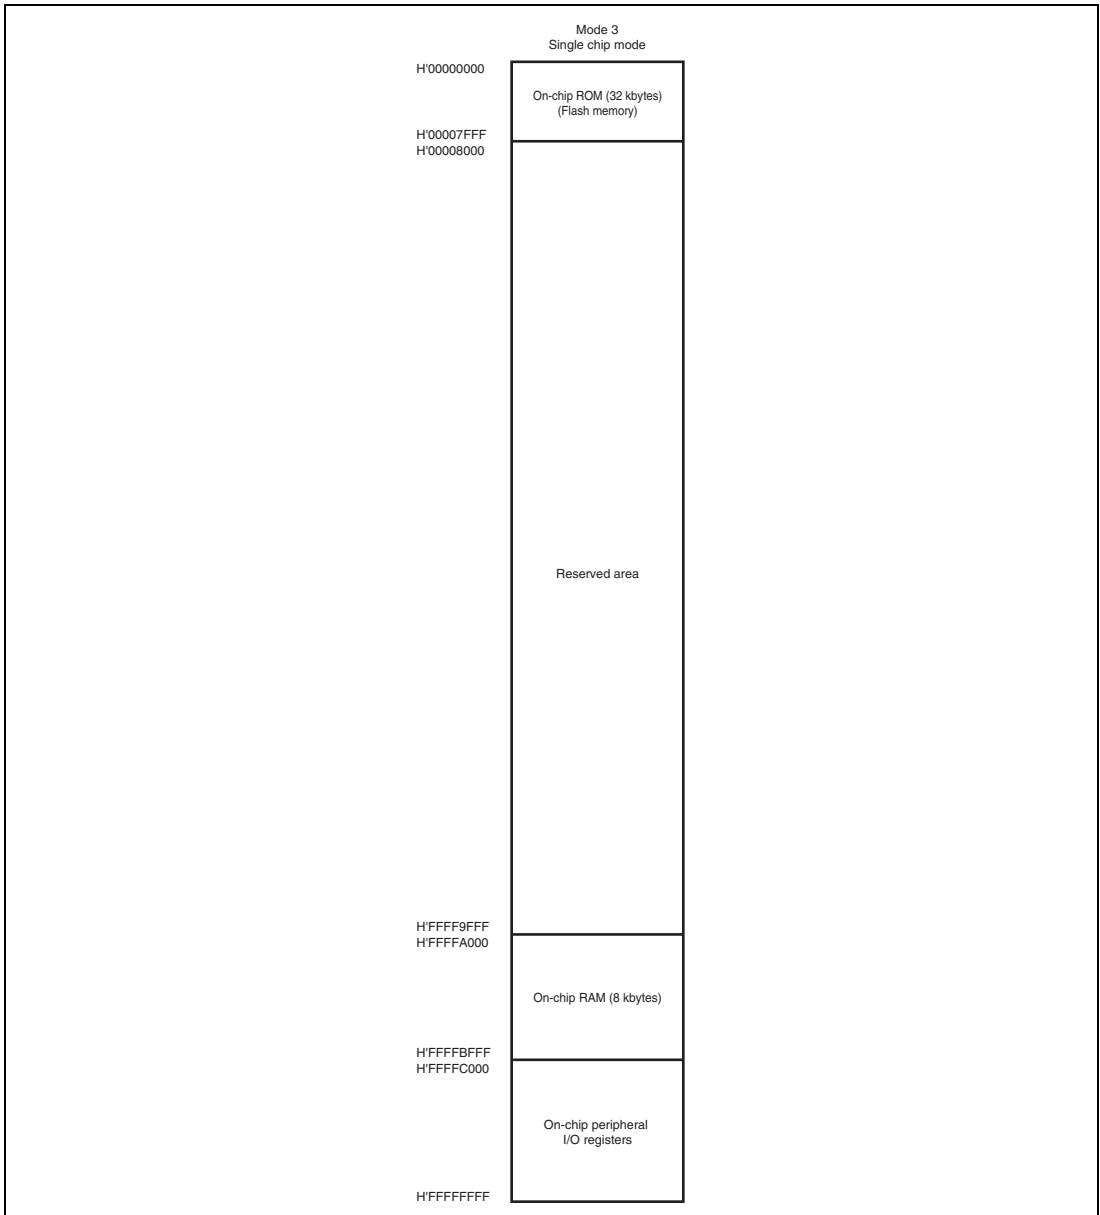 Mode 3
Single chip mode
H'00000000
On-chip ROM (32 kbytes)
(Flash memory)
H'00007FFF
H'00008000
Reserved area
H'FFFF9FFF
H'FFFFA000
On-chip RAM (8 kbytes)
H'FFFFBFFF
H'FFFFC000
On-chip peripheral
I/O registers
H'FFFFFFFF